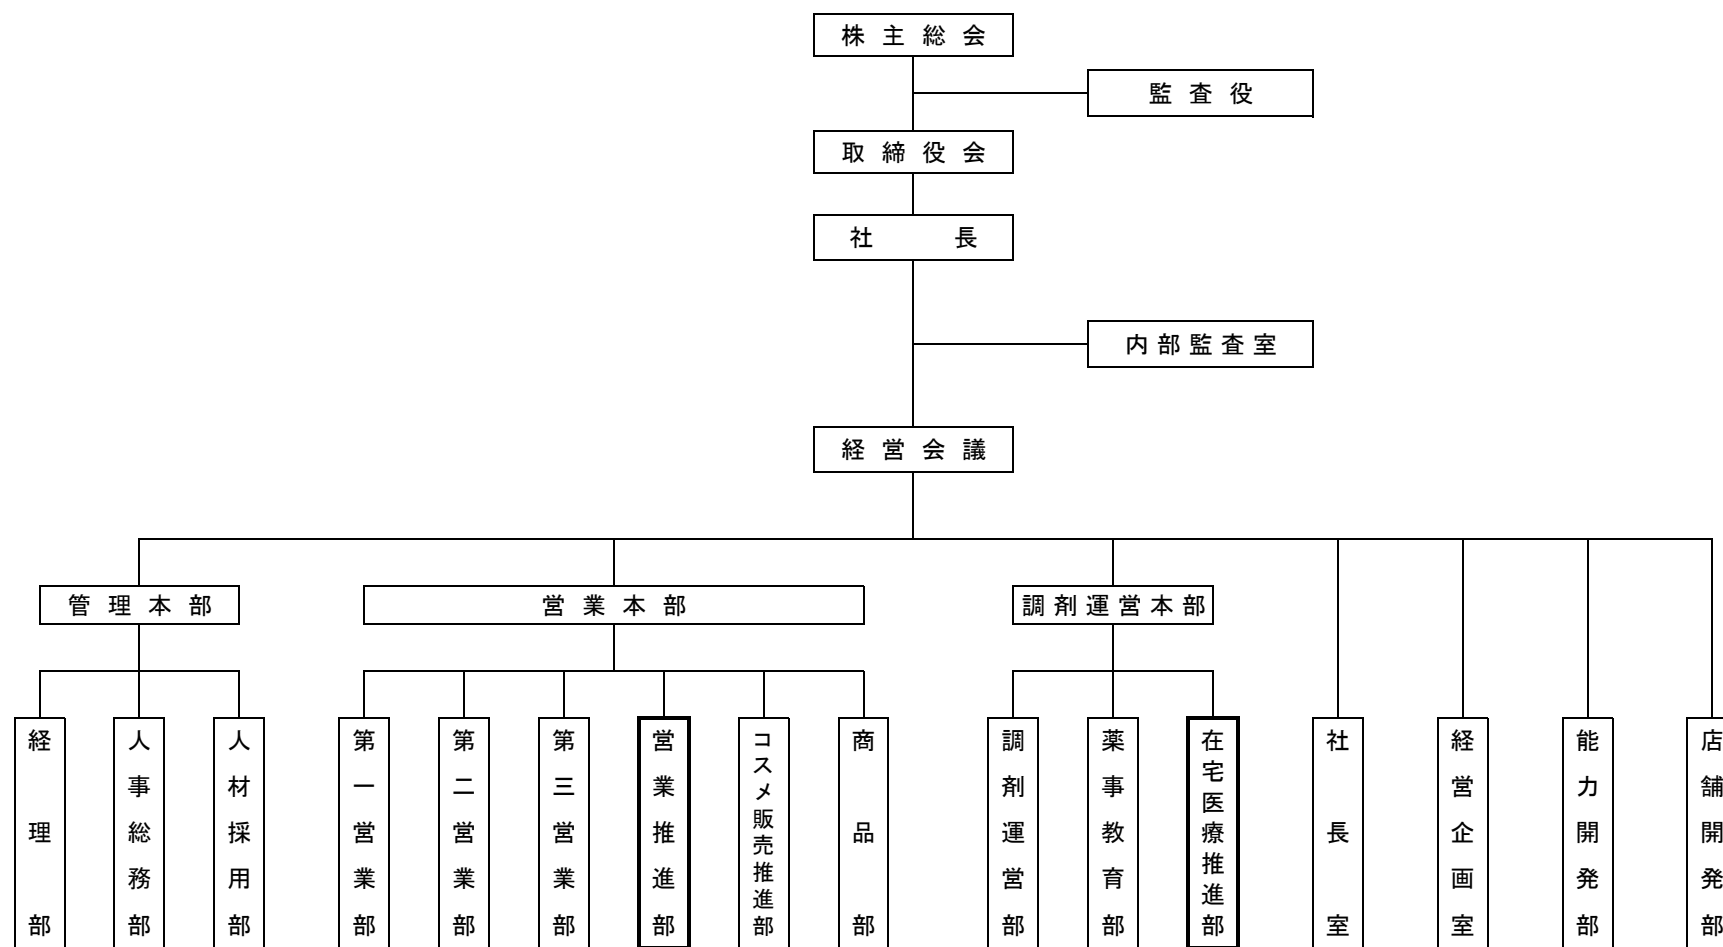 株主総会
監査役
取締役会
社長
内部監査室
経営会議
管理本部
営業本部
調剤運営本部
経理部
人事総務部
人材採用部
第一営業部
第二営業部
第三営業部
営業推進部
コスメ販売推進部
商品部
調剤運営部
薬事教育部
在宅医療推進部
社長室
経営企画室
能力開発部
店舗開発部